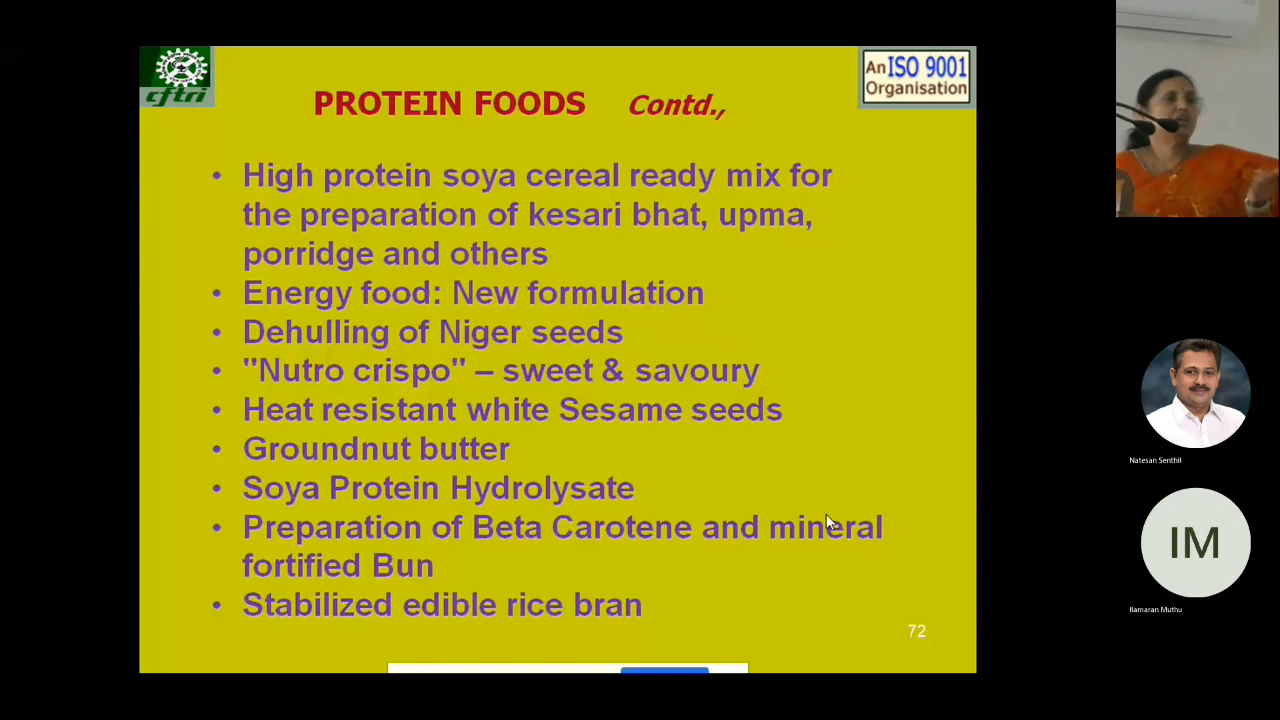 cftri
PROTEIN FOODS Contd.,
An ISO 9001
Organisation
• High protein soya cereal ready mix for
the preparation of kesari bhat, upma,
porridge and others
• Energy food: New formulation
• Dehulling of Niger seeds
• "Nutro crispo" – sweet & savoury
• Heat resistant white Sesame seeds
• Groundnut butter
• Soya Protein Hydrolysate
• Preparation of Beta Carotene and mineral
fortified Bun
• Stabilized edible rice bran
72
Natesan Senthil
IM
Ilamaran Muthu